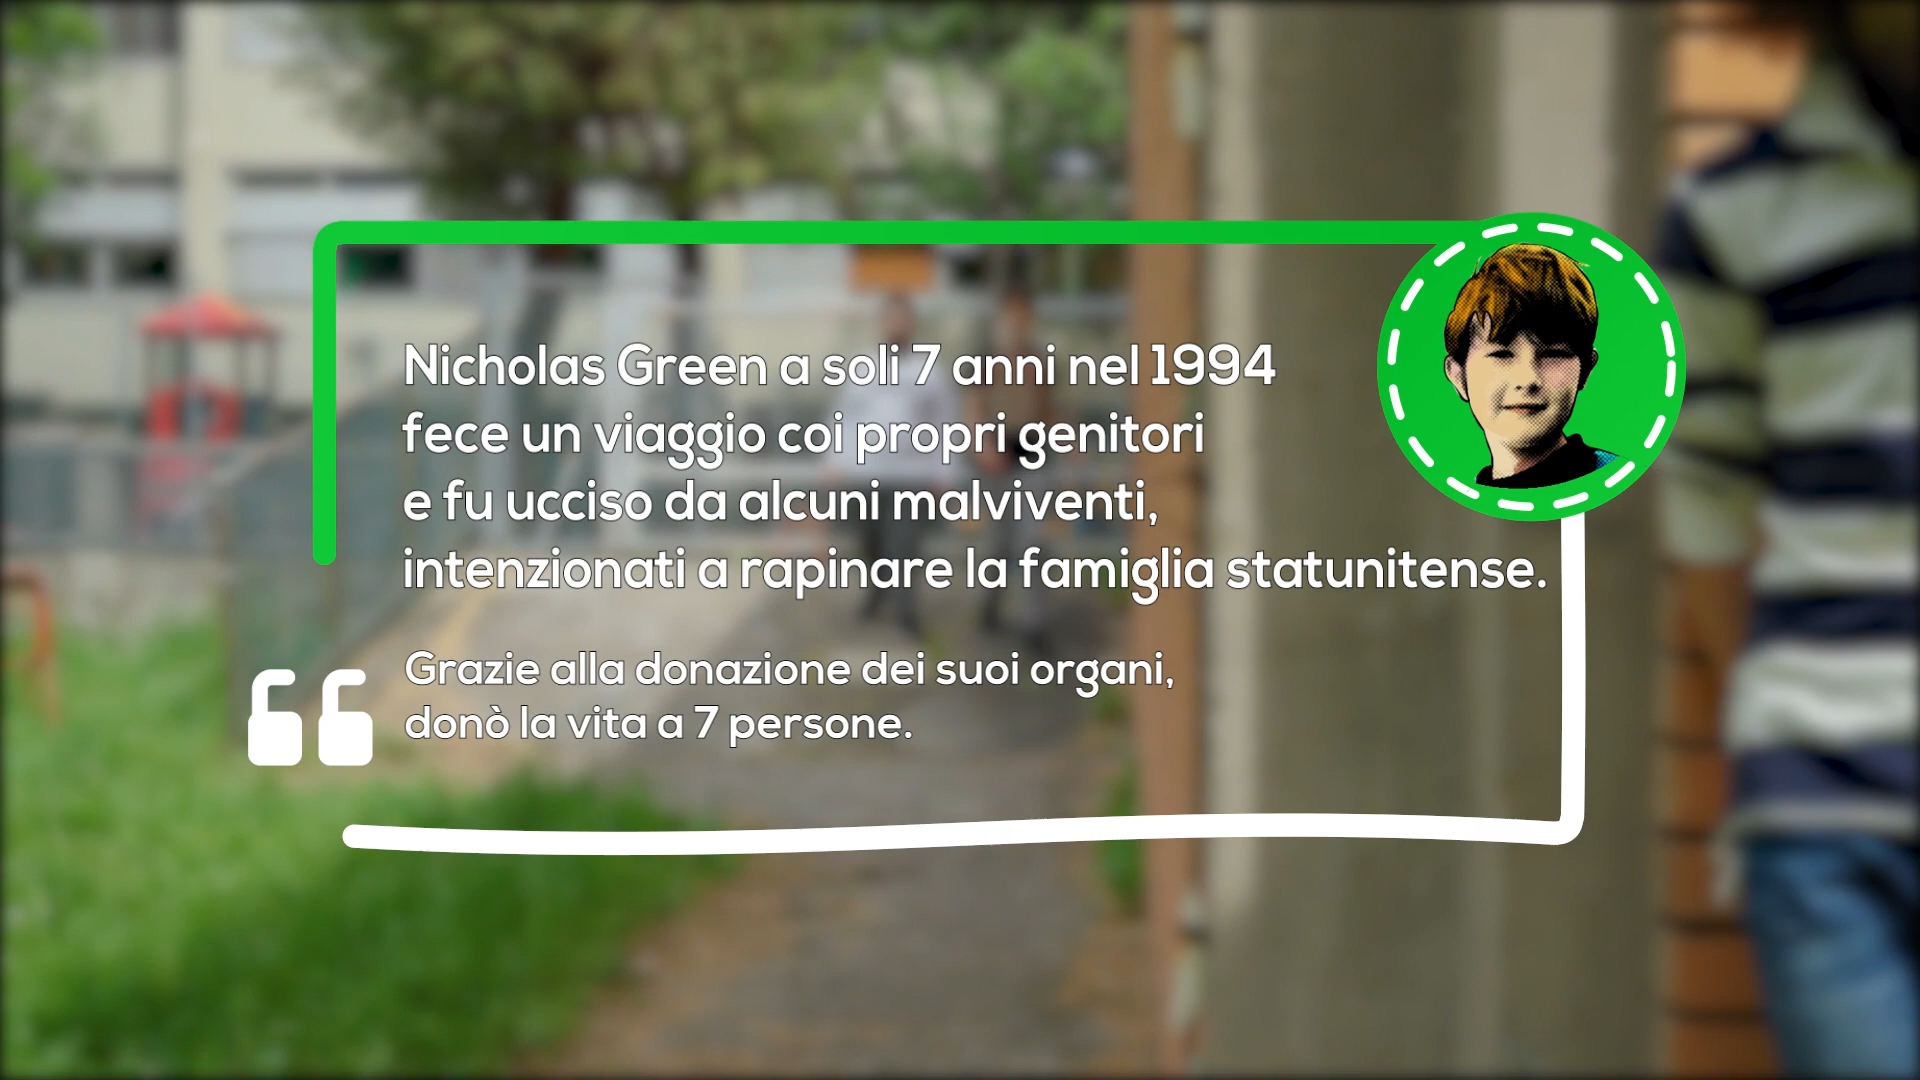 Nicholas Green a soli 7 anni nel 1994
fece un viaggio coi propri genitori
e fu ucciso da alcuni malviventi,
intenzionati a rapinare la famiglia statunitense.
Grazie alla donazione dei suoi organi,
donò la vita a 7 persone.